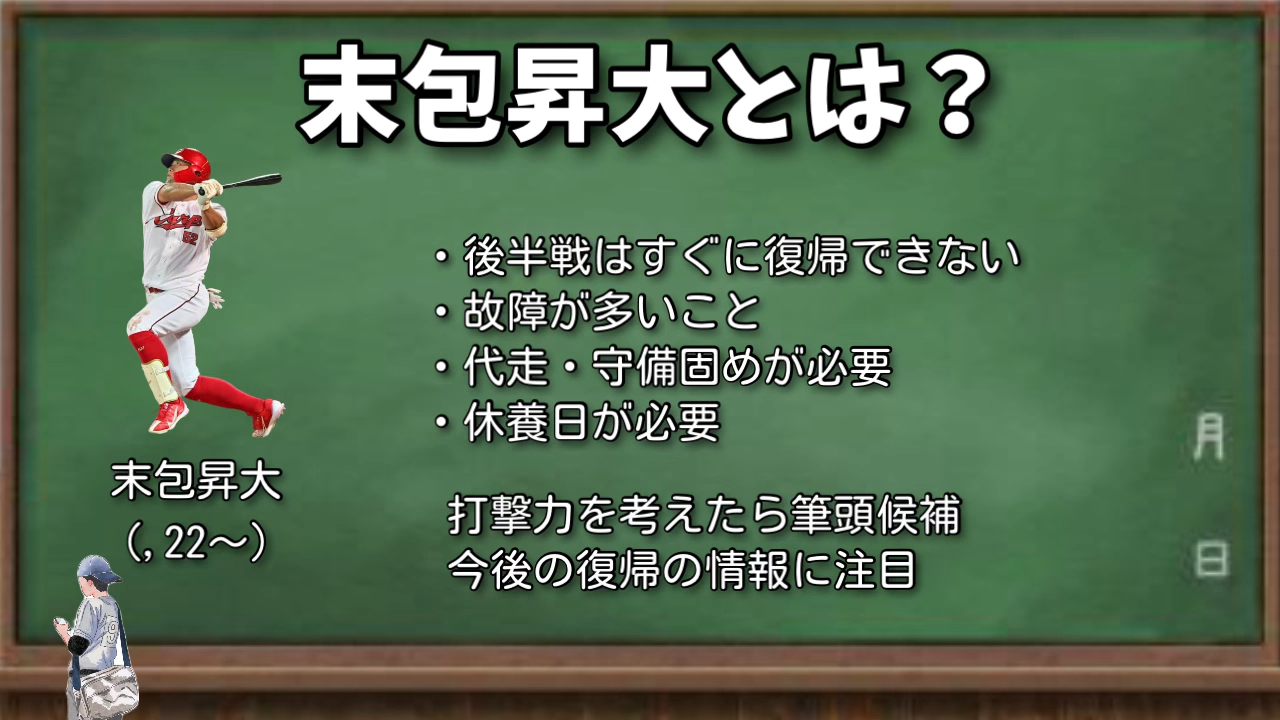 末包昇大とは？
・後半戦はすぐに復帰できない
・故障が多いこと
・代走・守備固めが必要
・休養日が必要
打撃力を考えたら筆頭候補
今後の復帰の情報に注目
末包昇大
(, 22～)
月
日
Carp
52